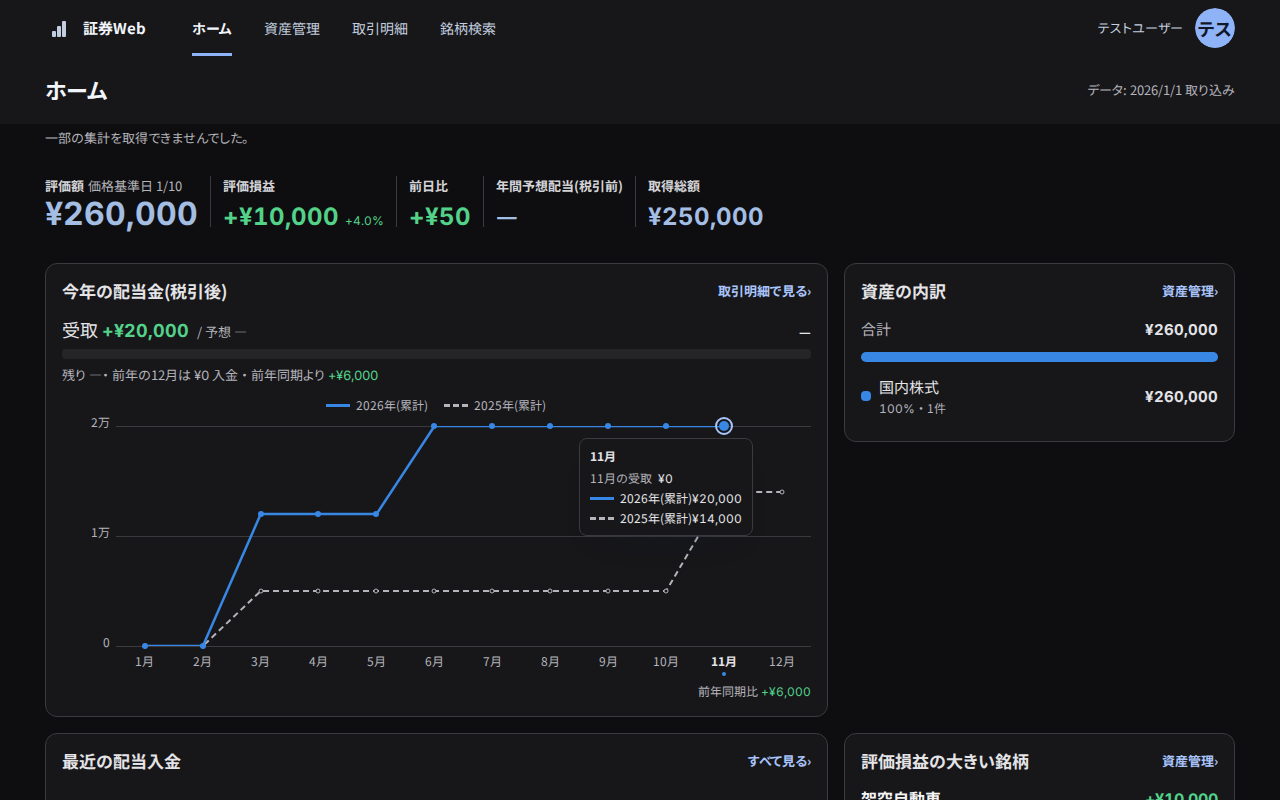 証券Web ホーム 資産管理 取引明細 銘柄検索 テストユーザー テス
ホーム データ: 2026/1/1 取り込み
一部の集計を取得できませんでした。
評価額 価格基準日 1/10 評価損益 前日比 年間予想配当(税引前) 取得総額
¥260,000 +¥10,000 +4.0% +¥50 — ¥250,000
今年の配当金(税引後) 取引明細で見る›
受取 +¥20,000 / 予想 — —
残り —・前年の12月は ¥0 入金・前年同期より +¥6,000
2026年(累計) 2025年(累計)
2万
11月
11月の受取 ¥0
2026年(累計)¥20,000
2025年(累計)¥14,000
1万
0
1月 2月 3月 4月 5月 6月 7月 8月 9月 10月 11月 12月
前年同期比 +¥6,000
資産の内訳 資産管理›
合計 ¥260,000
国内株式 ¥260,000
100%・1件
最近の配当入金 すべて見る›
評価損益の大きい銘柄 資産管理›
架空自動車 +¥10,000